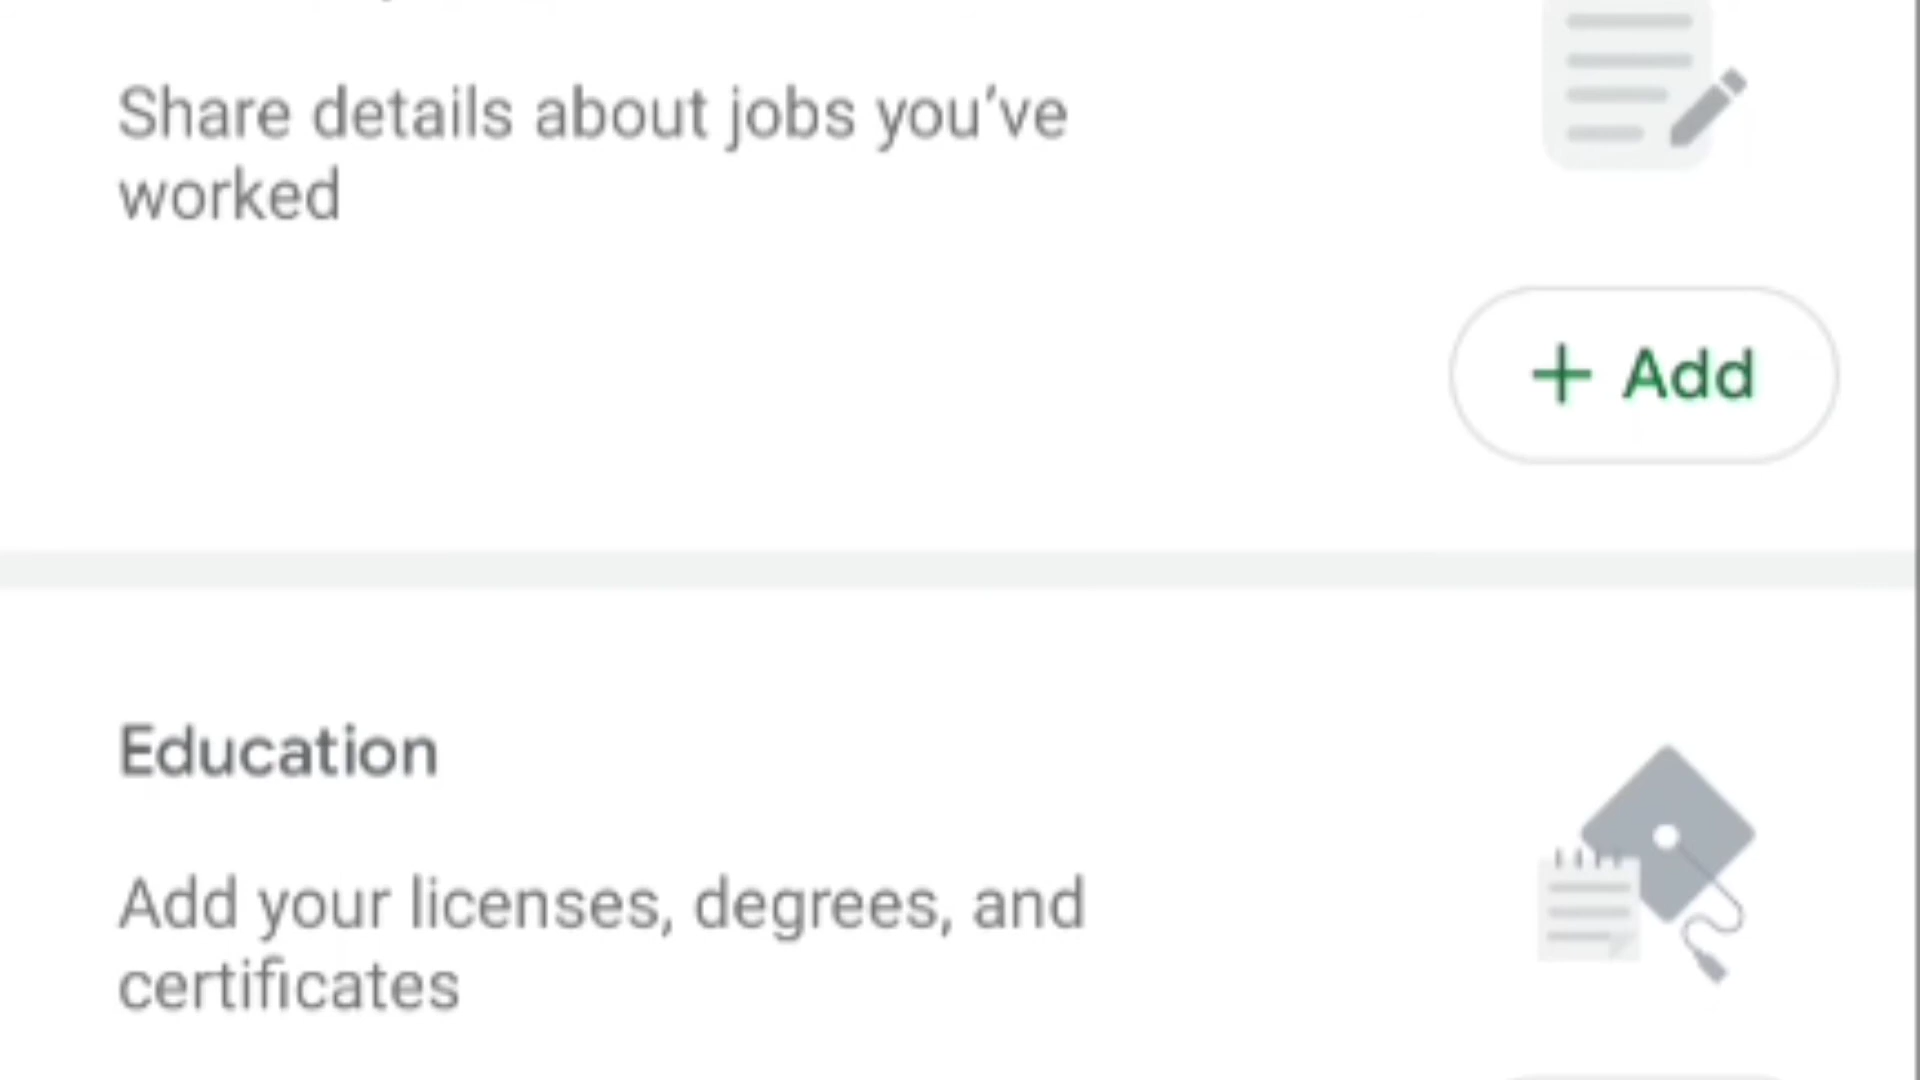 Share details about jobs you’ve
worked
+ Add
Education
Add your licenses, degrees, and
certificates